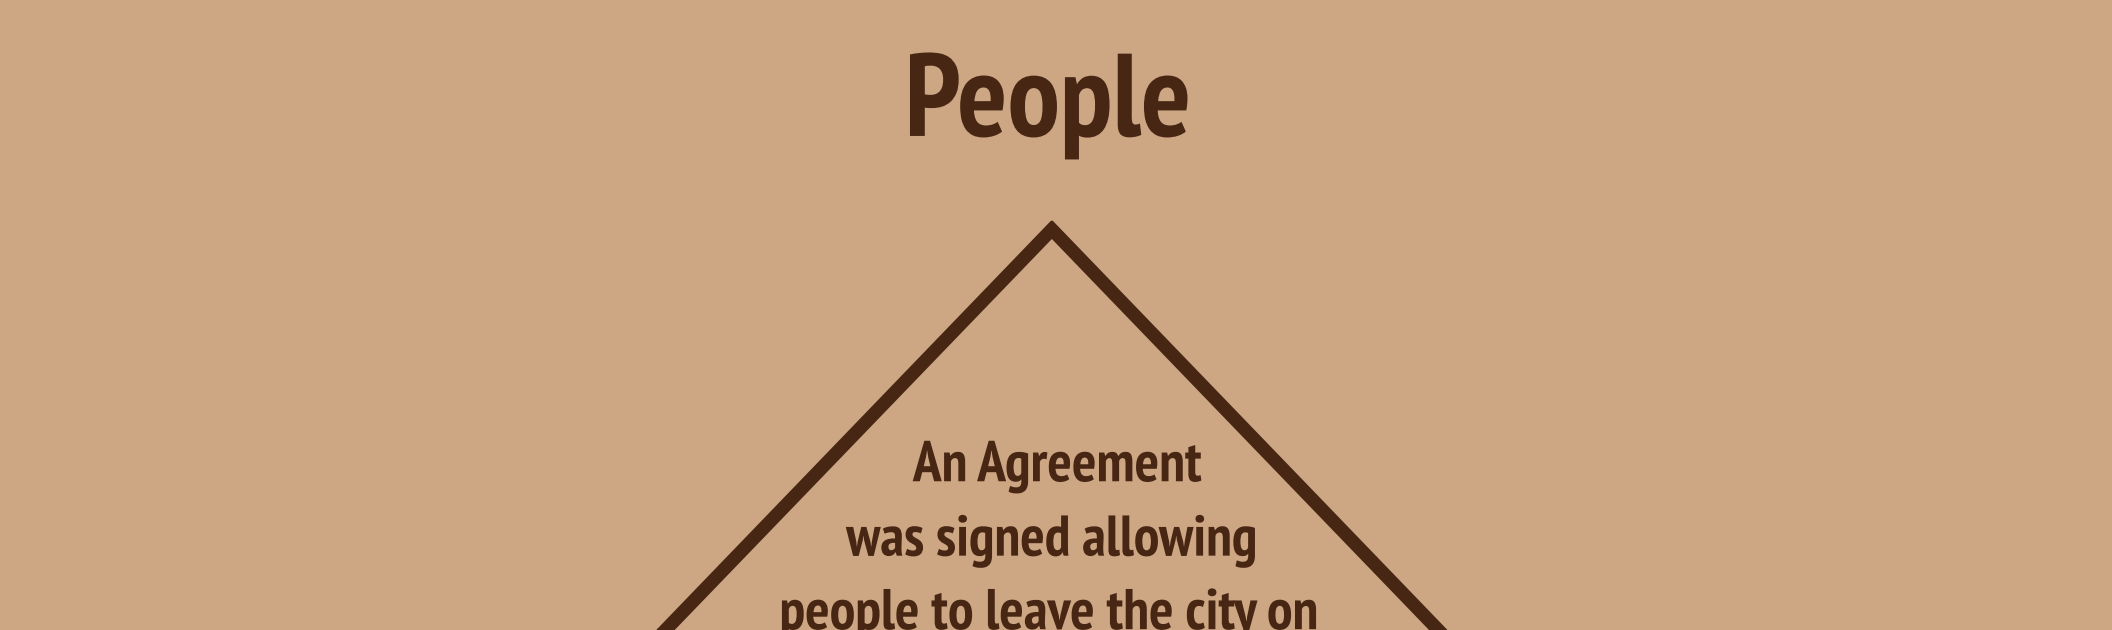 People
An Agreement
was signed allowing
people to leave the city on